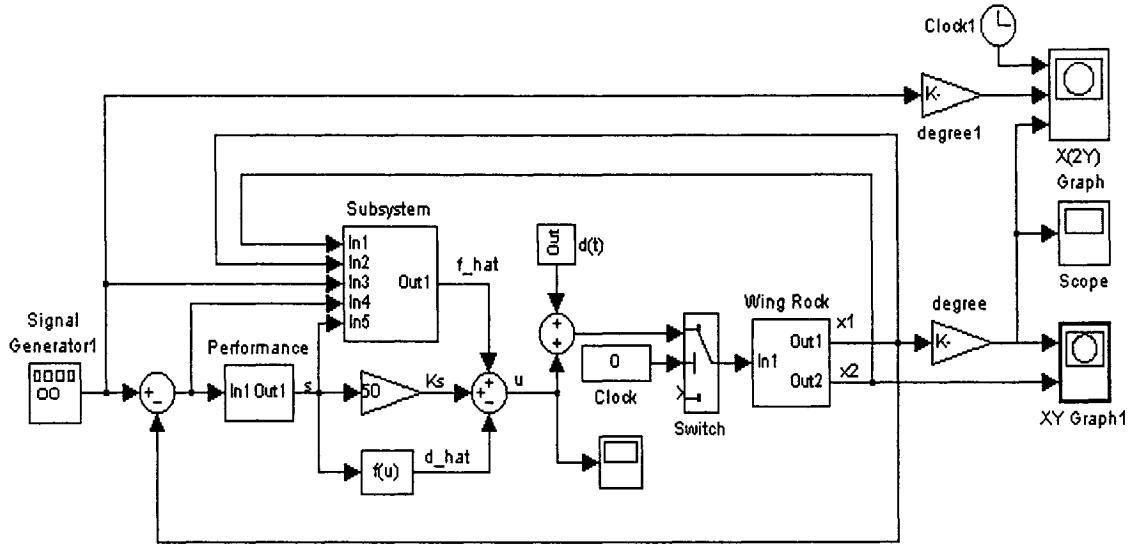 Clock1
K-
degree1
X(2Y)
Graph
Subsystem
In1
In2
In3
In4
In5
Out1
f_hat
Out
d(t)
Scope
Signal
Generator1
Performance
In1 Out1
s
50
Ks
u
0
Clock
Switch
Wing Rock
In1
Out1
Out2
x1
x2
degree
K-
XY Graph1
f(u)
d_hat